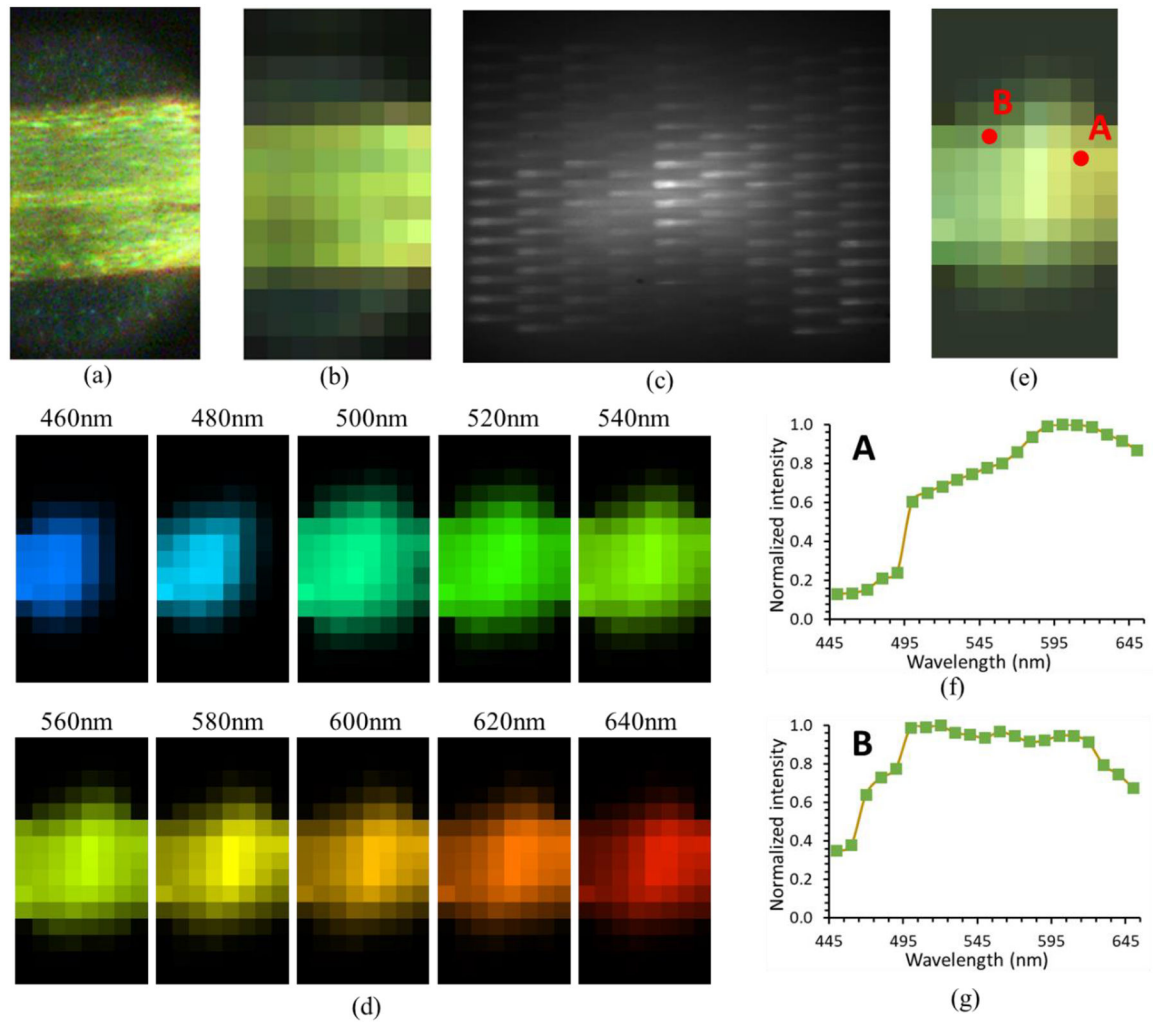 B
A
(a)
(b)
(c)
(e)
460nm 480nm 500nm 520nm 540nm
560nm 580nm 600nm 620nm 640nm
(d)
A
Normalized intensity
1.0
0.8
0.6
0.4
0.2
0.0
445 495 545 595 645
Wavelength (nm)
(f)
B
Normalized intensity
1.0
0.8
0.6
0.4
0.2
0.0
445 495 545 595 645
Wavelength (nm)
(g)